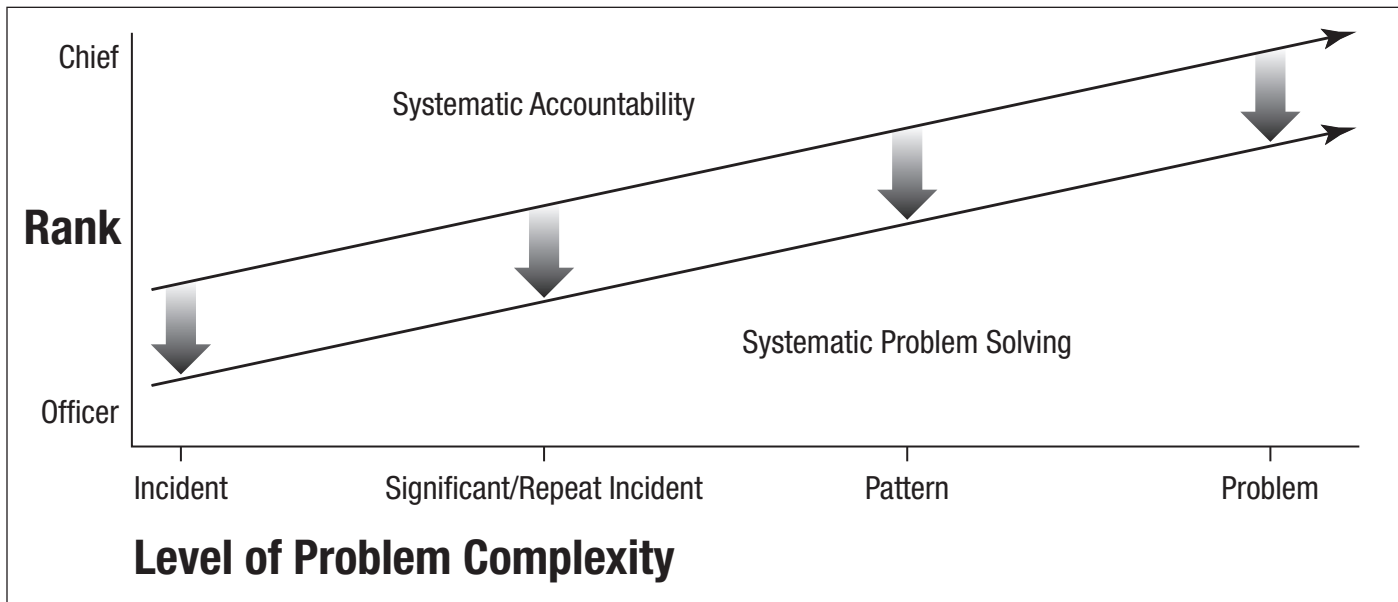 Chief
Systematic Accountability
Rank
Systematic Problem Solving
Officer
Incident
Significant/Repeat Incident
Pattern
Problem
Level of Problem Complexity